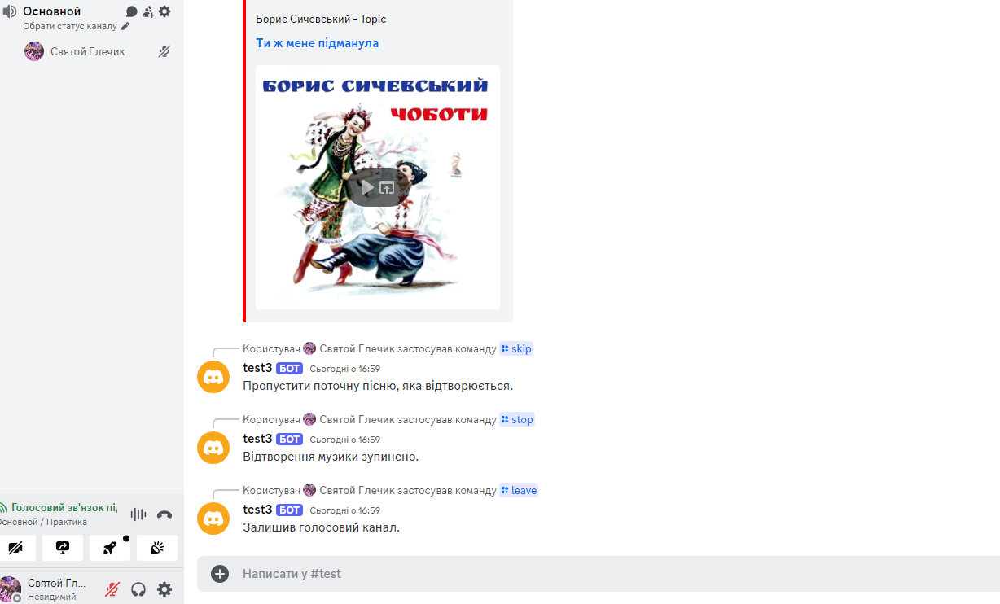 Основной
Обрати статус каналу
Святой Глечик
Голосовий зв'язок пі
Основной / Практика
Святой Гл...
Невидимий
Борис Сичевський - Topic
Ти ж мене підманула
БОРИС СИЧЕВСЬКИЙ
ЧОБОТИ
Користувач Святой Глечик застосував команду skip
test3 БОТ Сьогодні о 16:59
Пропустити поточну пісню, яка відтворюється.
Користувач Святой Глечик застосував команду stop
test3 БОТ Сьогодні о 16:59
Відтворення музики зупинено.
Користувач Святой Глечик застосував команду leave
test3 БОТ Сьогодні о 16:59
Залишив голосовий канал.
Написати у #test